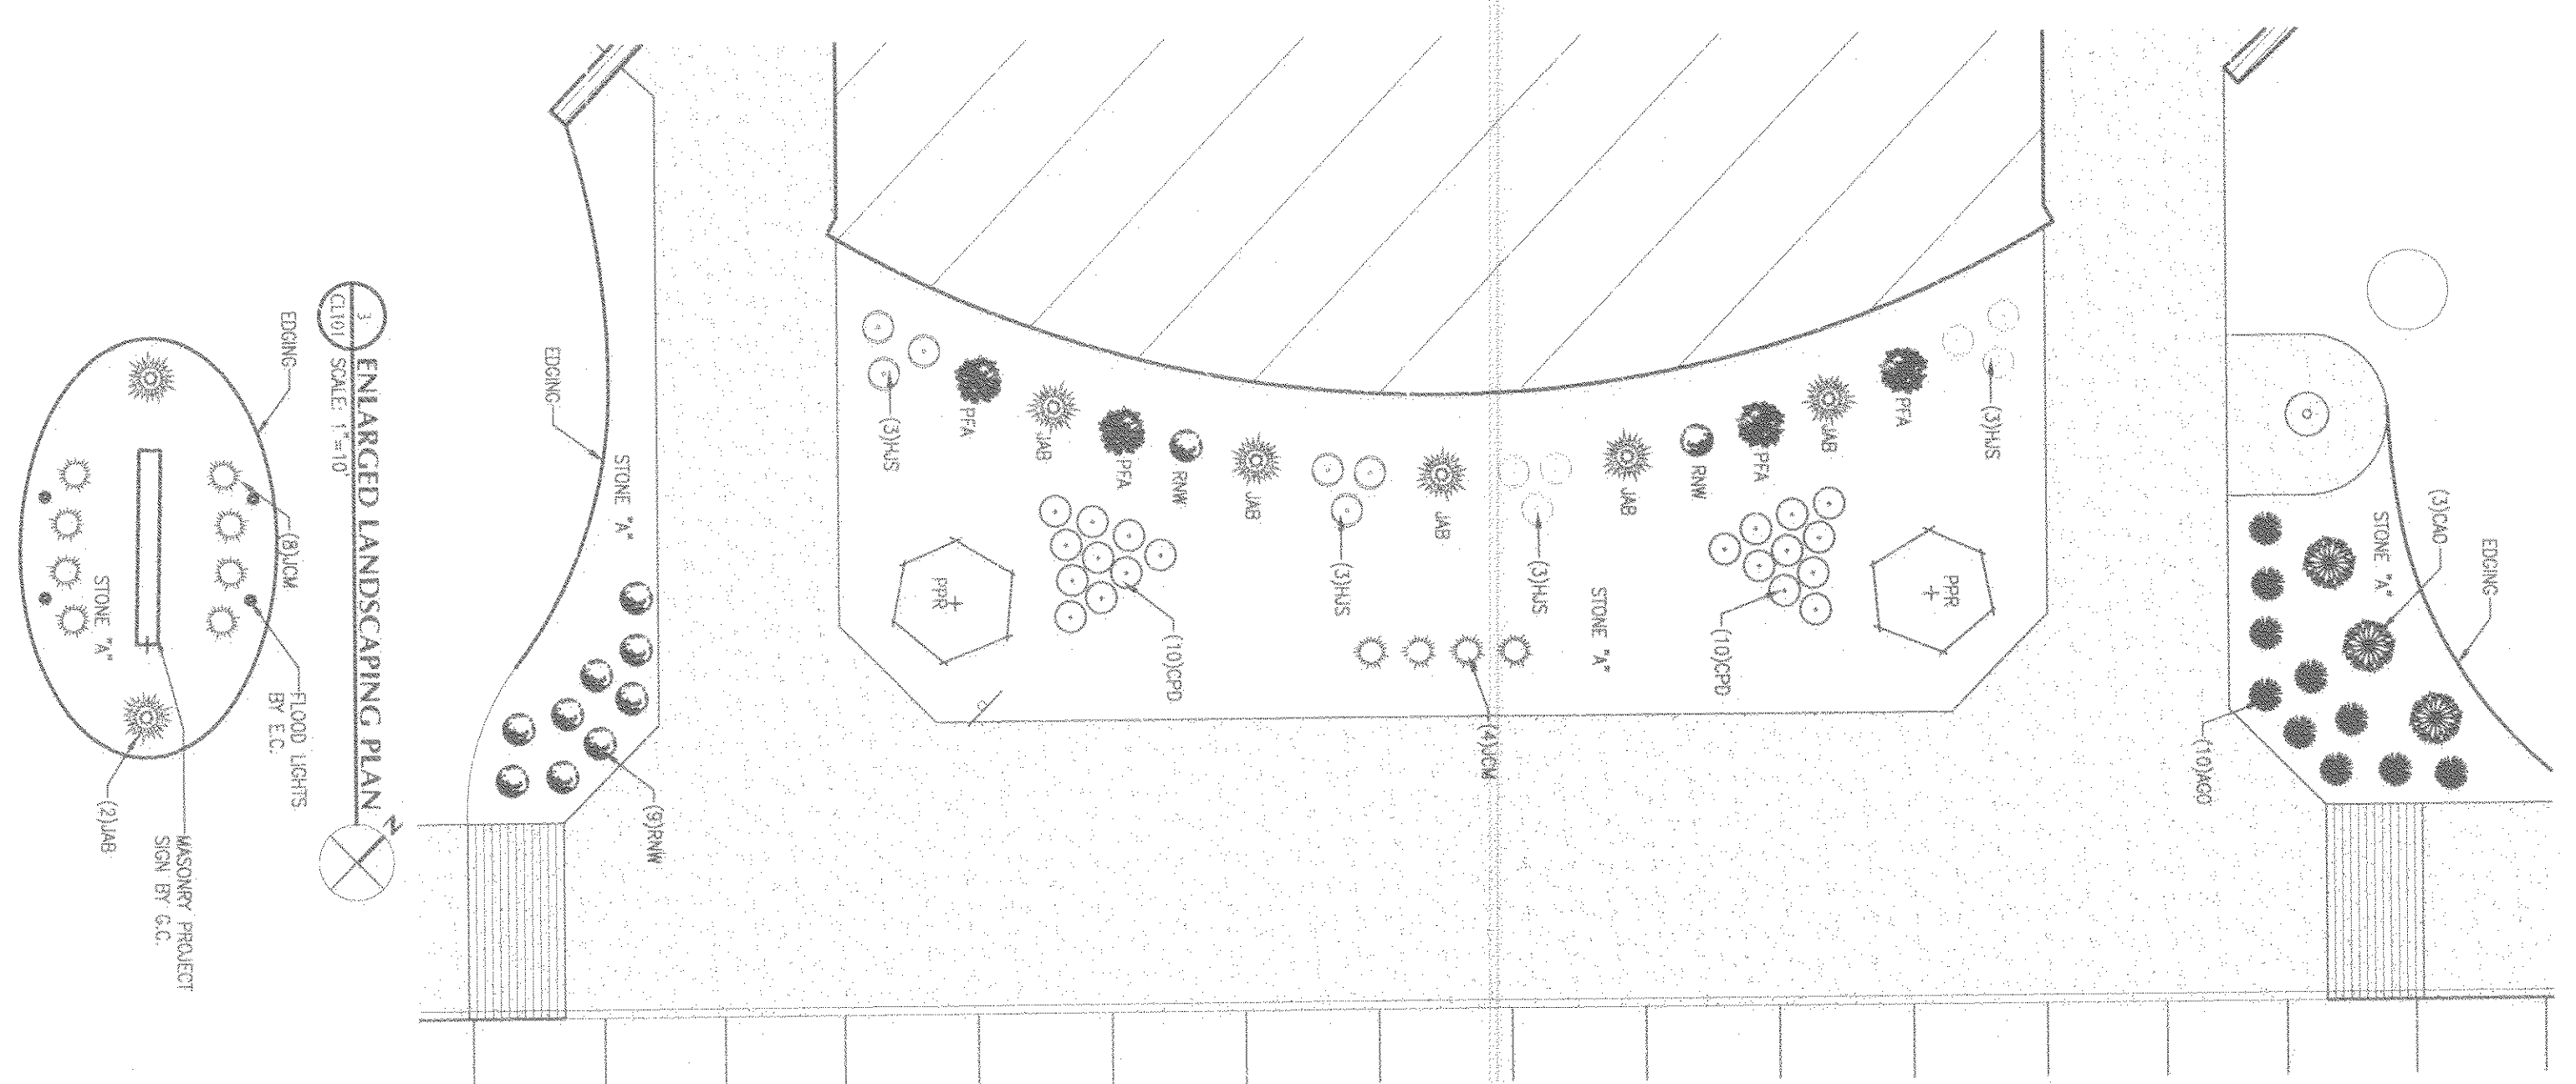 EDGING
(8)JCM
STONE "A"
FLOOD LIGHTS
BY E.C.
(2)JAB
MASONRY PROJECT
SIGN BY G.C.
3
CL101
ENLARGED LANDSCAPING PLAN
SCALE: 1"=10'
N
EDGING
STONE "A"
(9)RNW
(3)HJS
PFA
JAB
PFA
RNW
JAB
(3)HJS
JAB
(3)HJS
JAB
RNW
PFA
JAB
PFA
(3)HJS
PPR
(10)CPD
(4)JCM
STONE "A"
(10)CPD
PPR
STONE "A"
(3)CAO
EDGING
(10)AGO